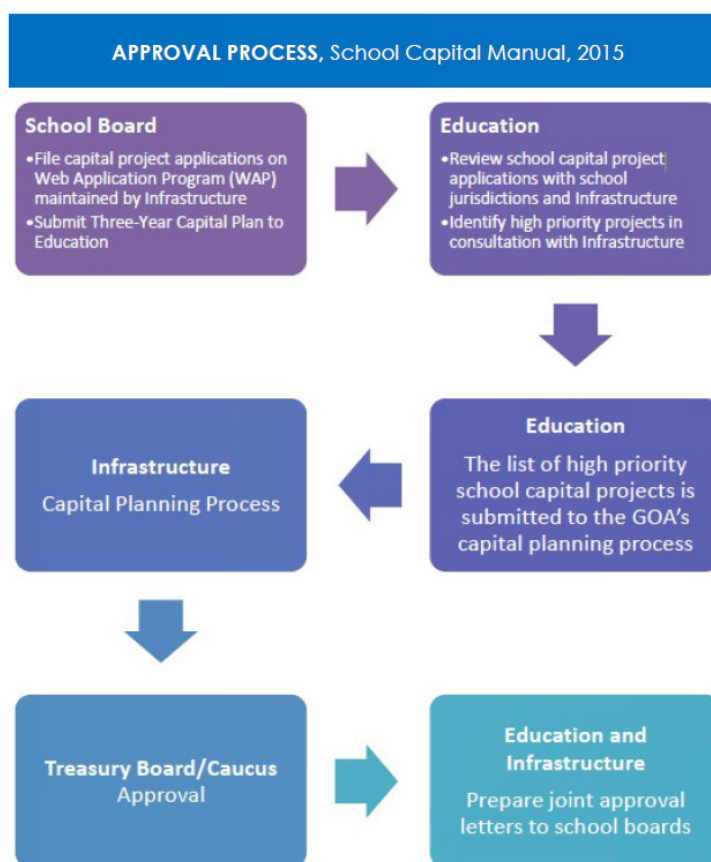 APPROVAL PROCESS, School Capital Manual, 2015
School Board
•File capital project applications on
Web Application Program (WAP)
maintained by Infrastructure
•Submit Three-Year Capital Plan to
Education
Education
•Review school capital project
applications with school
jurisdictions and Infrastructure
•Identify high priority projects in
consultation with Infrastructure
Education
The list of high priority
school capital projects is
submitted to the GOA's
capital planning process
Infrastructure
Capital Planning Process
Treasury Board/Caucus
Approval
Education and
Infrastructure
Prepare joint approval
letters to school boards